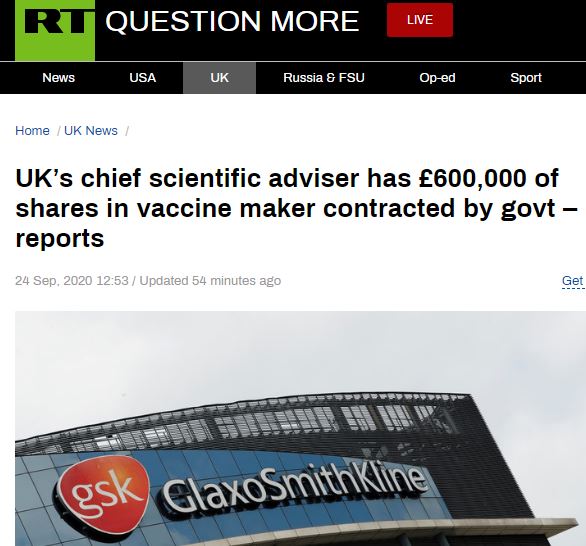 RT QUESTION MORE LIVE
News USA UK Russia & FSU Op-ed Sport
Home / UK News /
UK’s chief scientific adviser has £600,000 of
shares in vaccine maker contracted by govt –
reports
24 Sep, 2020 12:53 / Updated 54 minutes ago Get
gsk GlaxoSmithKline